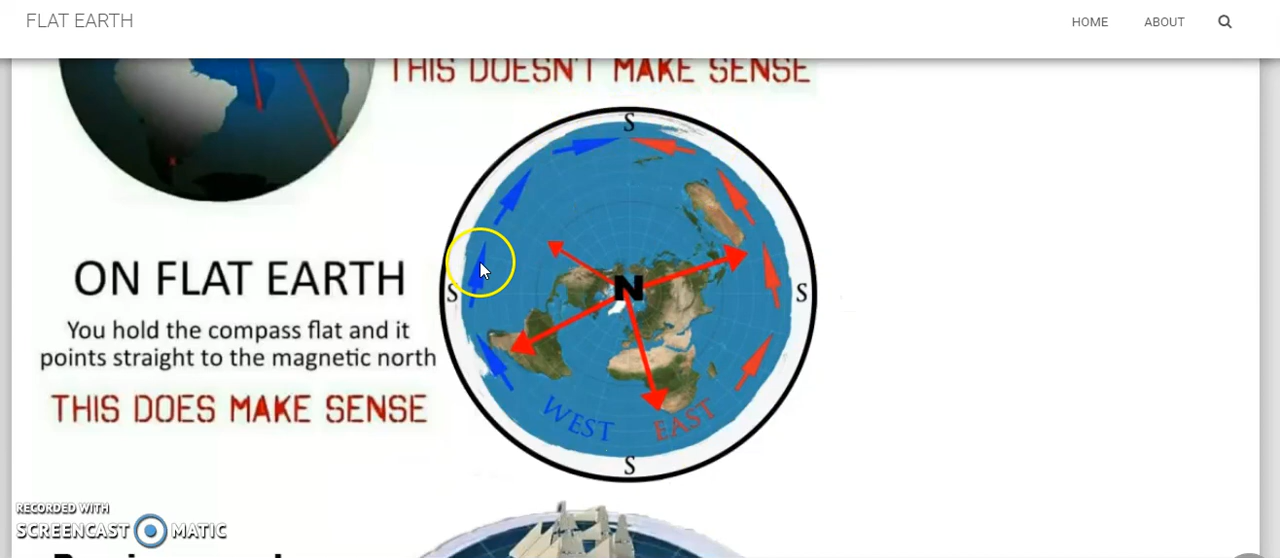 FLAT EARTH
HOME
ABOUT
THIS DOESN'T MAKE SENSE
S
S
N
S
WEST
EAST
S
ON FLAT EARTH
You hold the compass flat and it
points straight to the magnetic north
THIS DOES MAKE SENSE
RECORDED WITH
SCREENCAST MATIC